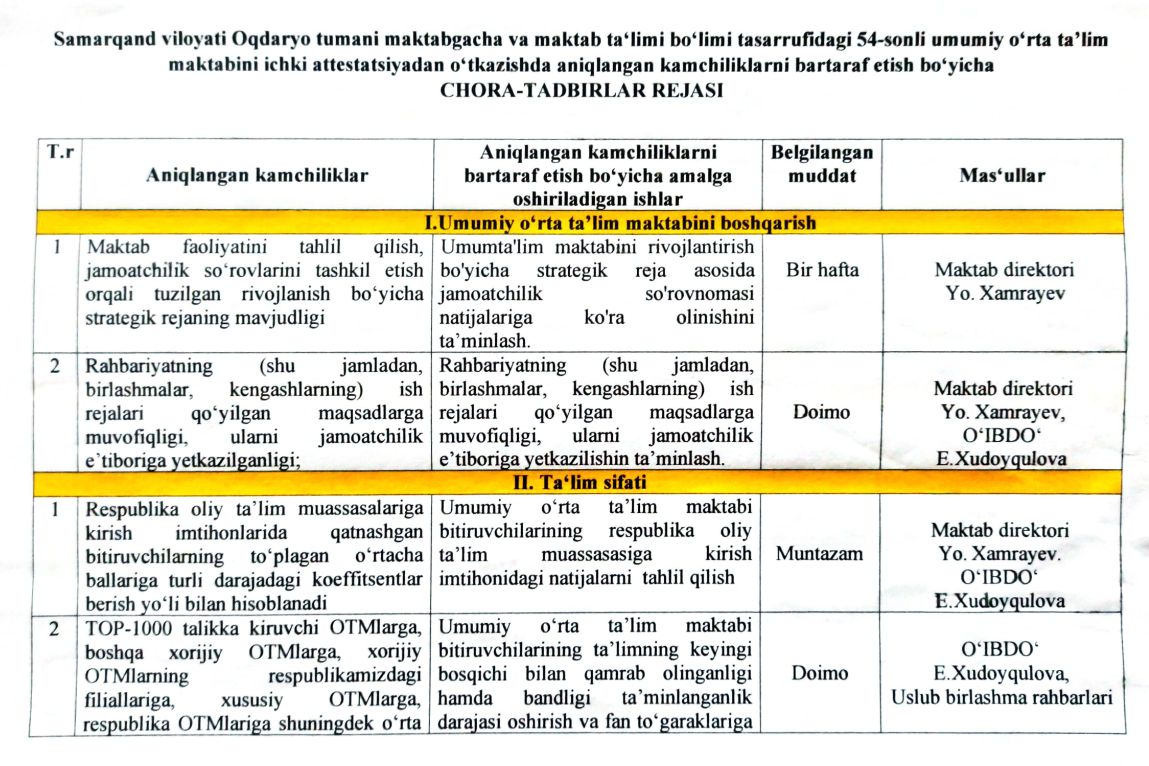 Samarqand viloyati Oqdaryo tumani maktabgacha va maktab ta‘limi bo‘limi tasarrufidagi 54-sonli umumiy o‘rta ta’lim
maktabini ichki attestatsiyadan o‘tkazishda aniqlangan kamchiliklarni bartaraf etish bo‘yicha
CHORA-TADBIRLAR REJASI
T.r
Aniqlangan kamchiliklar
Aniqlangan kamchiliklarni
bartaraf etish bo‘yicha amalga
oshiriladigan ishlar
Belgilangan
muddat
Mas‘ullar
I.Umumiy o‘rta ta’lim maktabini boshqarish
1
Maktab faoliyatini tahlil qilish,
jamoatchilik so‘rovlarini tashkil etish
orqali tuzilgan rivojlanish bo‘yicha
strategik rejaning mavjudligi
Umumta'lim maktabini rivojlantirish
bo'yicha strategik reja asosida
jamoatchilik so'rovnomasi
natijalariga ko'ra olinishini
ta’minlash.
Bir hafta
Maktab direktori
Yo. Xamrayev
2
Rahbariyatning (shu jamladan,
birlashmalar, kengashlarning) ish
rejalari qo‘yilgan maqsadlarga
muvofiqligi, ularni jamoatchilik
e’tiboriga yetkazilganligi;
Rahbariyatning (shu jamladan,
birlashmalar, kengashlarning) ish
rejalari qo‘yilgan maqsadlarga
muvofiqligi, ularni jamoatchilik
e’tiboriga yetkazilishin ta’minlash.
Doimo
Maktab direktori
Yo. Xamrayev,
O‘IBDO‘
E.Xudoyqulova
II. Ta‘lim sifati
1
Respublika oliy ta’lim muassasalariga
kirish imtihonlarida qatnashgan
bitiruvchilarning to‘plagan o‘rtacha
ballariga turli darajadagi koeffitsentlar
berish yo‘li bilan hisoblanadi
Umumiy o‘rta ta’lim maktabi
bitiruvchilarining respublika oliy
ta’lim muassasasiga kirish
imtihonidagi natijalarni tahlil qilish
Muntazam
Maktab direktori
Yo. Xamrayev.
O‘IBDO‘
E.Xudoyqulova
2
TOP-1000 talikka kiruvchi OTMlarga,
boshqa xorijiy OTMlarga, xorijiy
OTMlarning respublikamizdagi
filiallariga, xususiy OTMlarga,
respublika OTMlariga shuningdek o‘rta
Umumiy o‘rta ta’lim maktabi
bitiruvchilarining ta’limning keyingi
bosqichi bilan qamrab olinganligi
hamda bandligi ta’minlanganlik
darajasi oshirish va fan to‘garaklariga
Doimo
O‘IBDO‘
E.Xudoyqulova,
Uslub birlashma rahbarlari